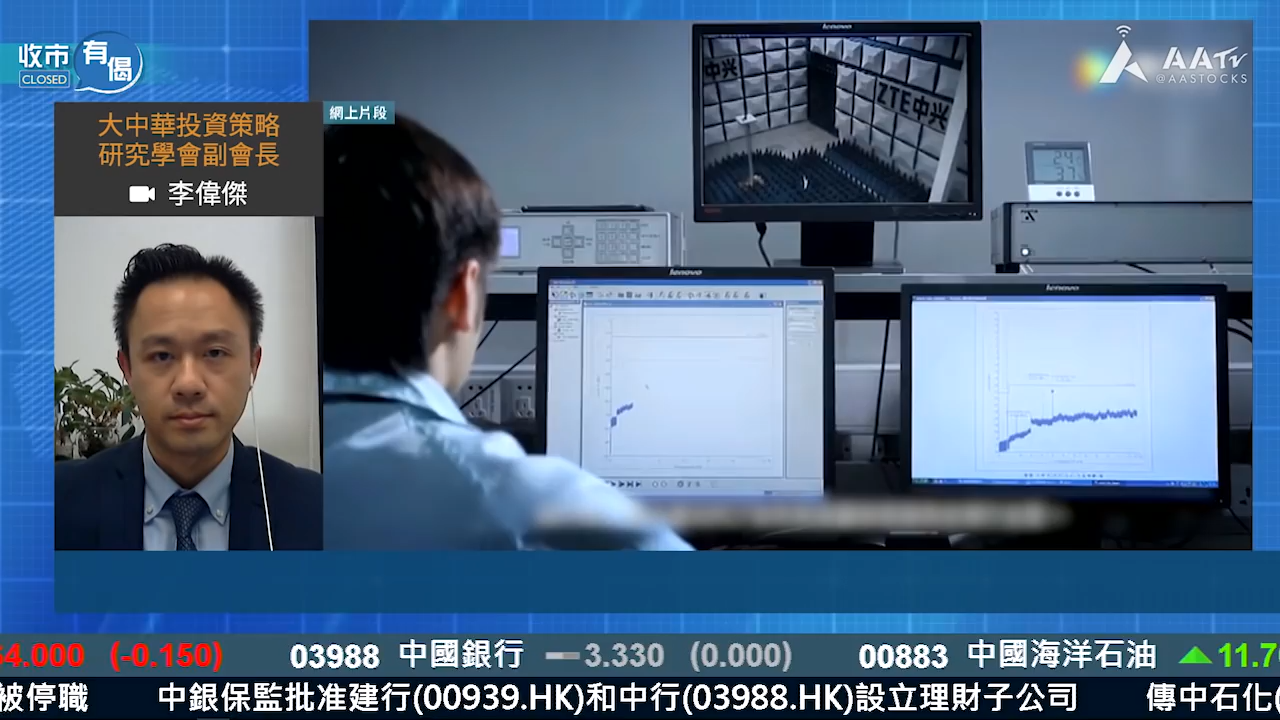 收市
CLOSED
有
偈
大中華投資策略
研究學會副會長
李偉傑
網上片段
lenovo
中兴
ZTE中兴
AATV
@AASTOCKS
lenovo
lenovo
(-0.150)
03988 中國銀行 3.330 (0.000)
00883 中國海洋石油
被停職
中銀保監批准建行(00939.HK)和中行(03988.HK)設立理財子公司
傳中石化(